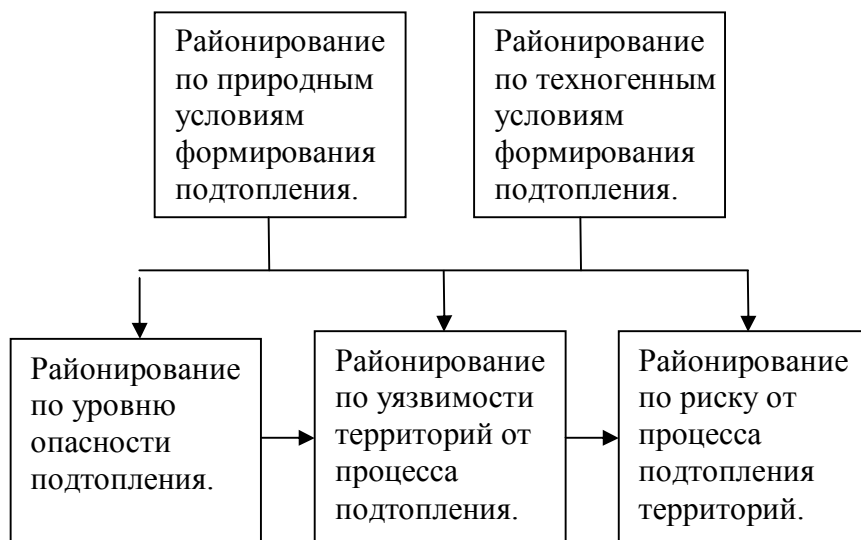 Районирование
по природным
условиям
формирования
подтопления.
Районирование
по техногенным
условиям
формирования
подтопления.
Районирование
по уровню
опасности
подтопления.
Районирование
по уязвимости
территорий от
процесса
подтопления.
Районирование
по риску от
процесса
подтопления
территорий.